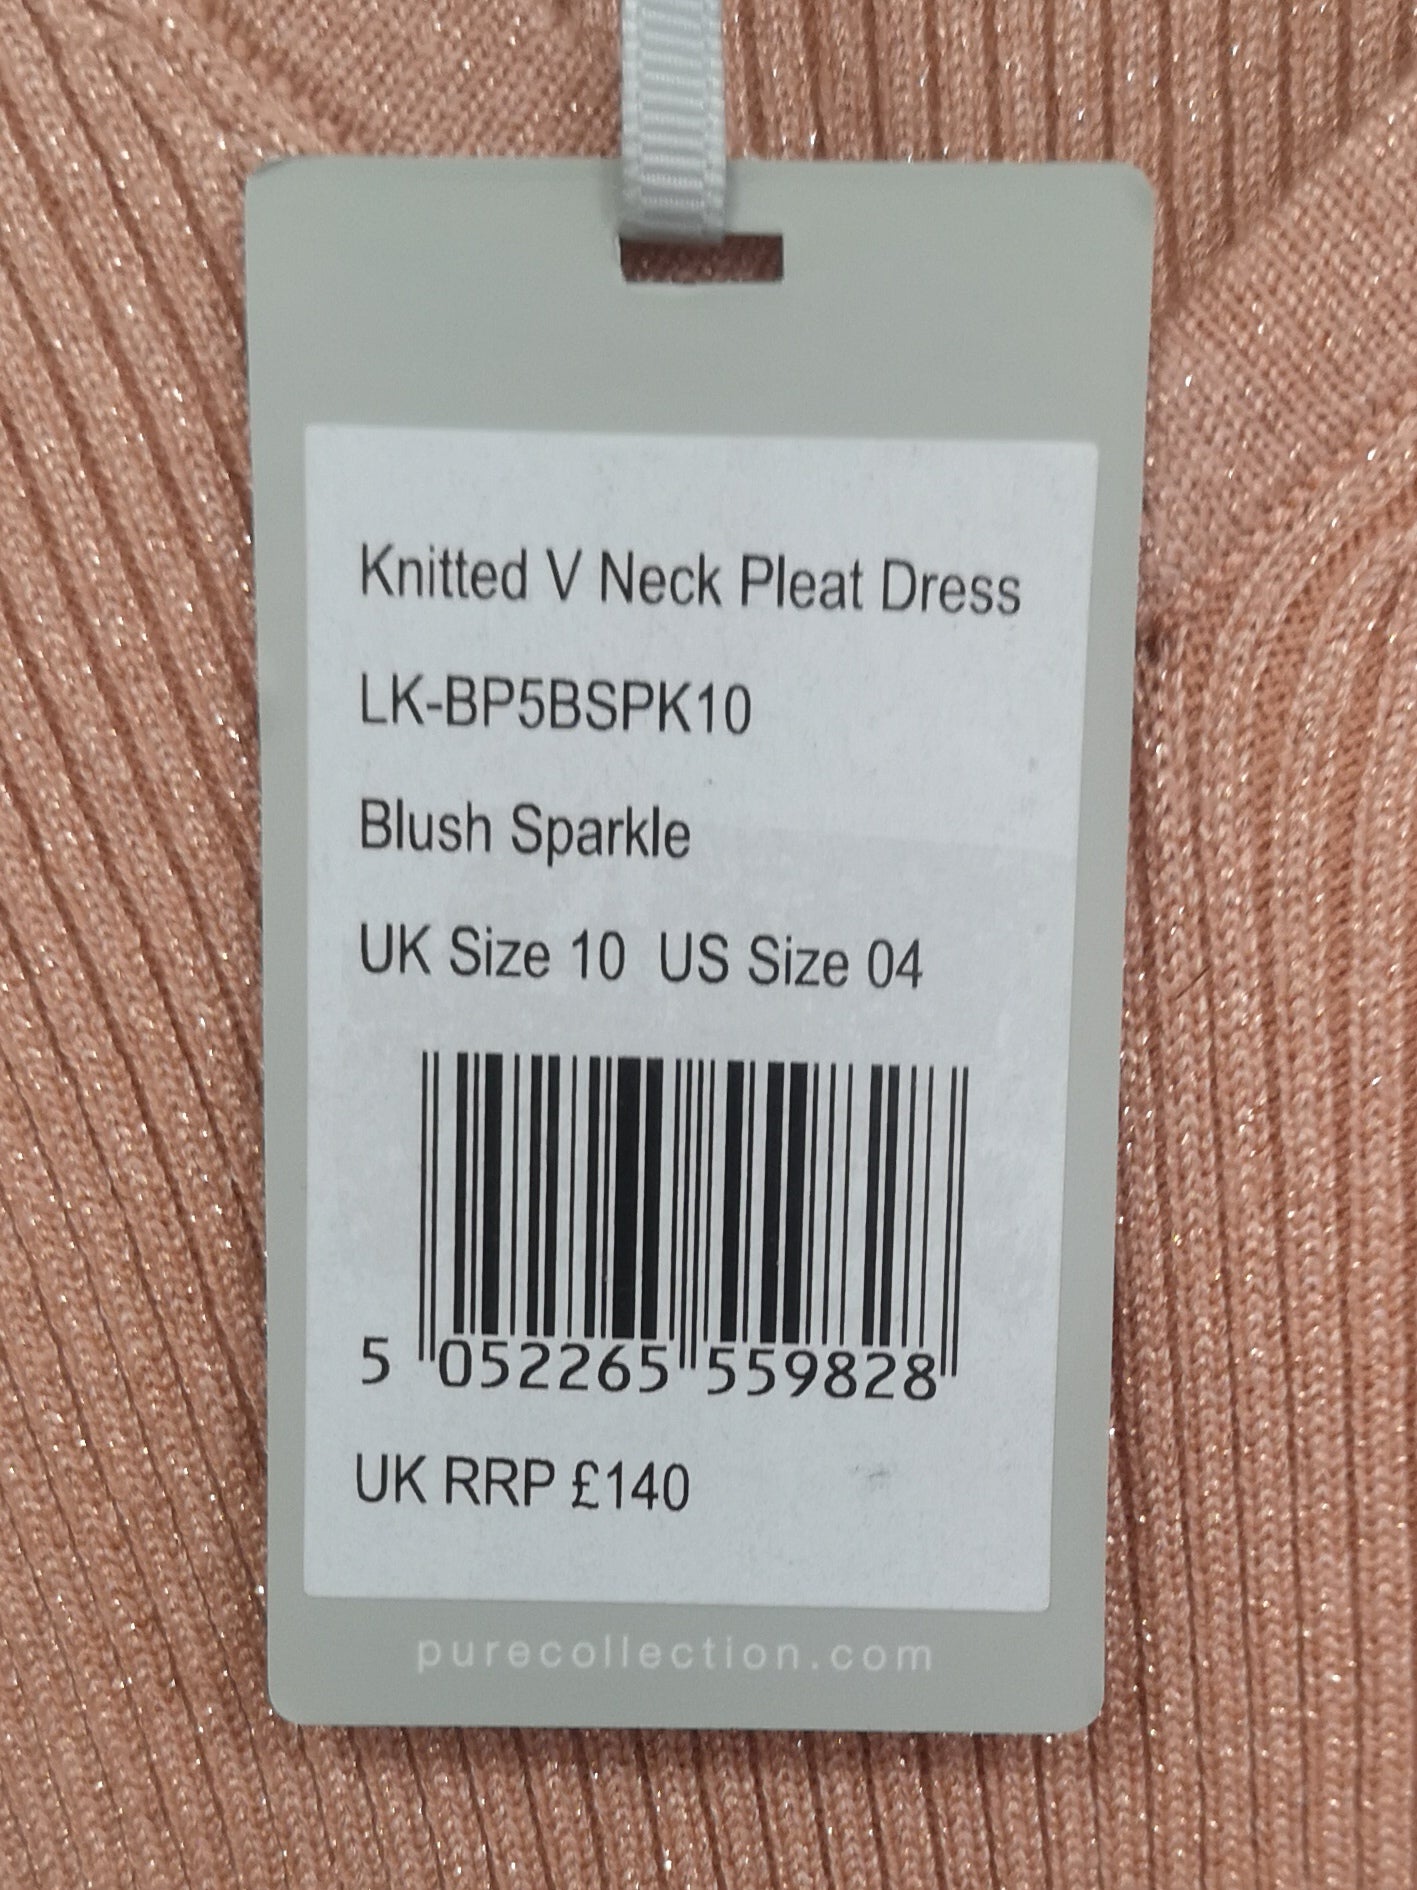 Knitted V Neck Pleat Dress
LK-BP5BSPK10
Blush Sparkle
UK Size 10  US Size 04
5 052265 559828
UK RRP £140
purecollection.com